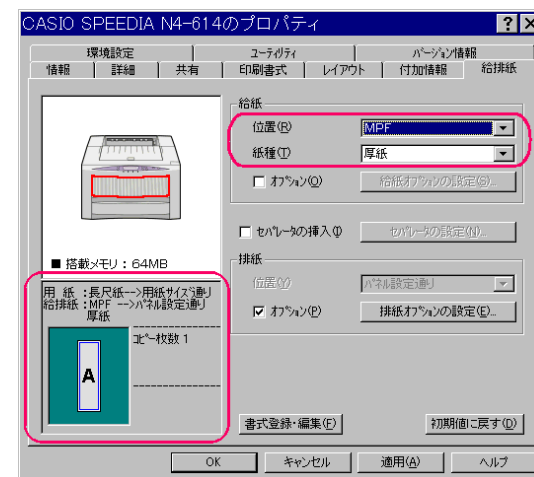 CASIO SPEEDIA N4-614のプロパティ
環境設定 ユーティリティ バージョン情報
情報 詳細 共有 印刷書式 レイアウト 付加情報 給排紙
給紙
位置(R) MPF
紙種(T) 厚紙
オプション(O) 給紙オプションの設定(S)...
セパレータの挿入(I) セパレータの設定(N)...
■ 搭載メモリ：64MB
排紙
位置(Y) パネル設定通り
オプション(P) 排紙オプションの設定(E)...
用 紙 ：長尺紙-->用紙サイズ通り
給排紙：MPF -->パネル設定通り
厚紙
コピー枚数 1
A
書式登録・編集(F) 初期値に戻す(D)
OK キャンセル 適用(A) ヘルプ